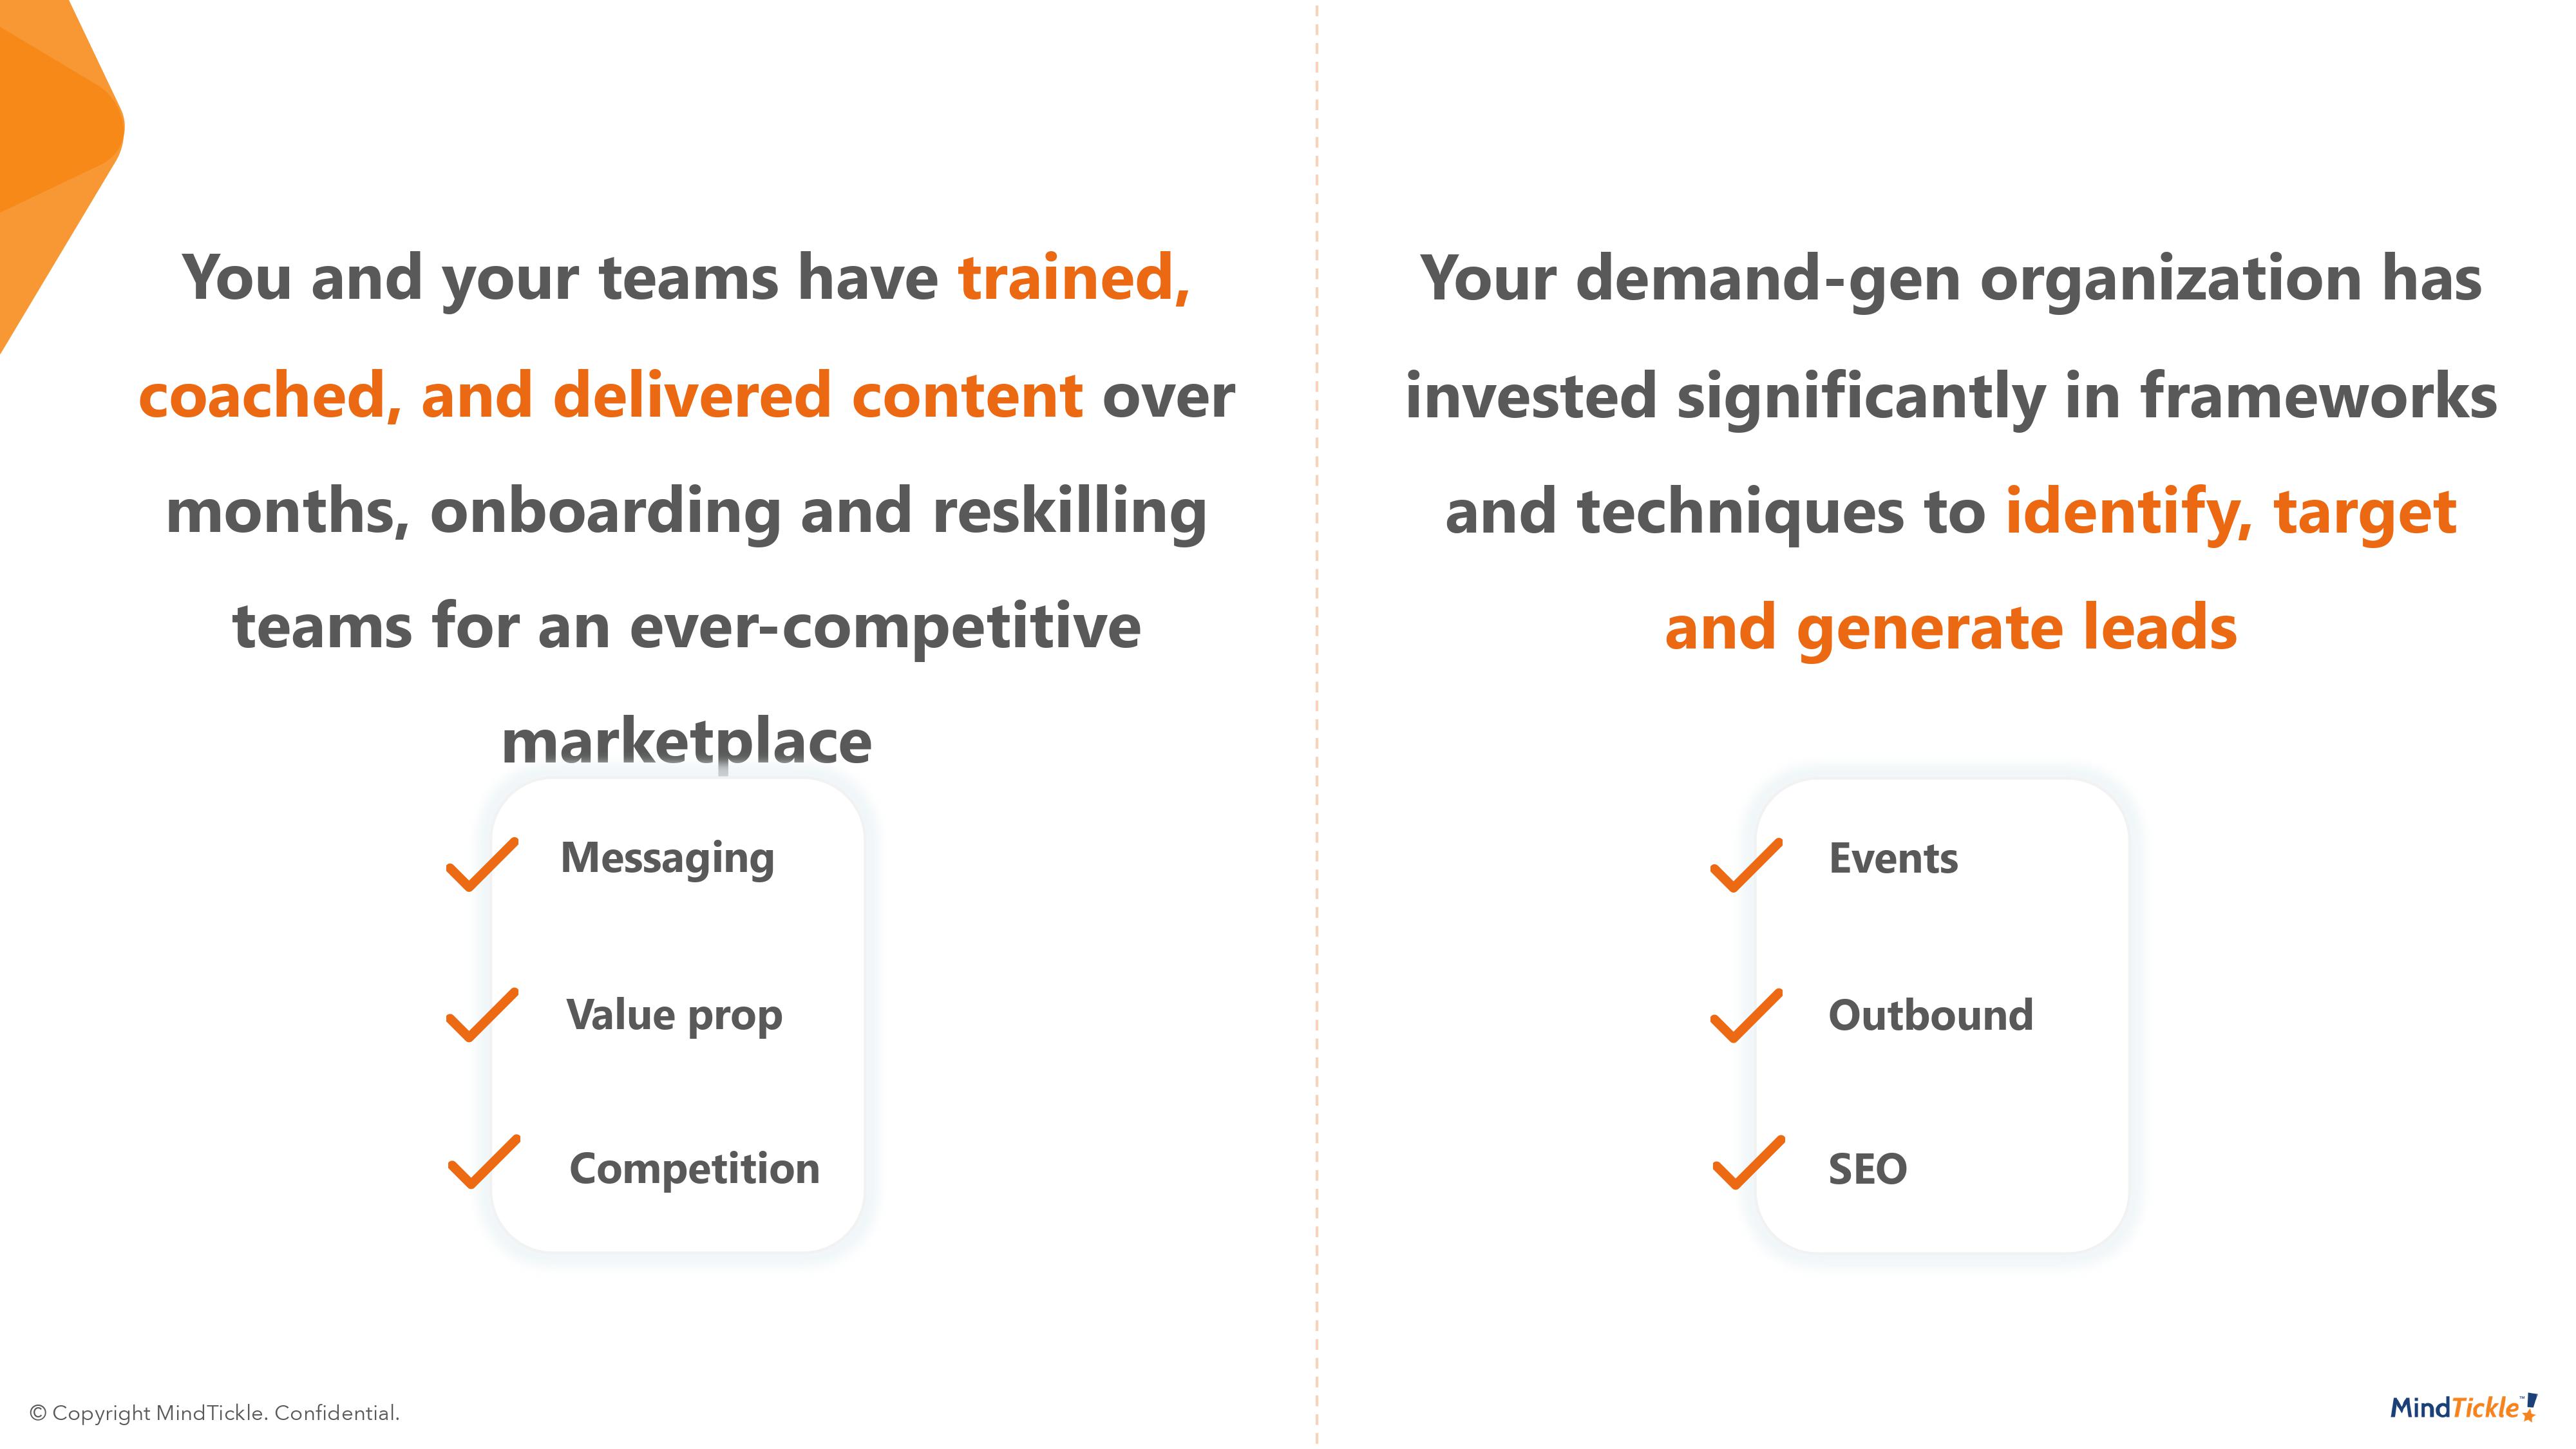 You and your teams have trained,
coached, and delivered content over
months, onboarding and reskilling
teams for an ever-competitive
marketplace
Messaging
Value prop
Competition
Your demand-gen organization has
invested significantly in frameworks
and techniques to identify, target
and generate leads
Events
Outbound
SEO
© Copyright MindTickle. Confidential.
MindTickle™!